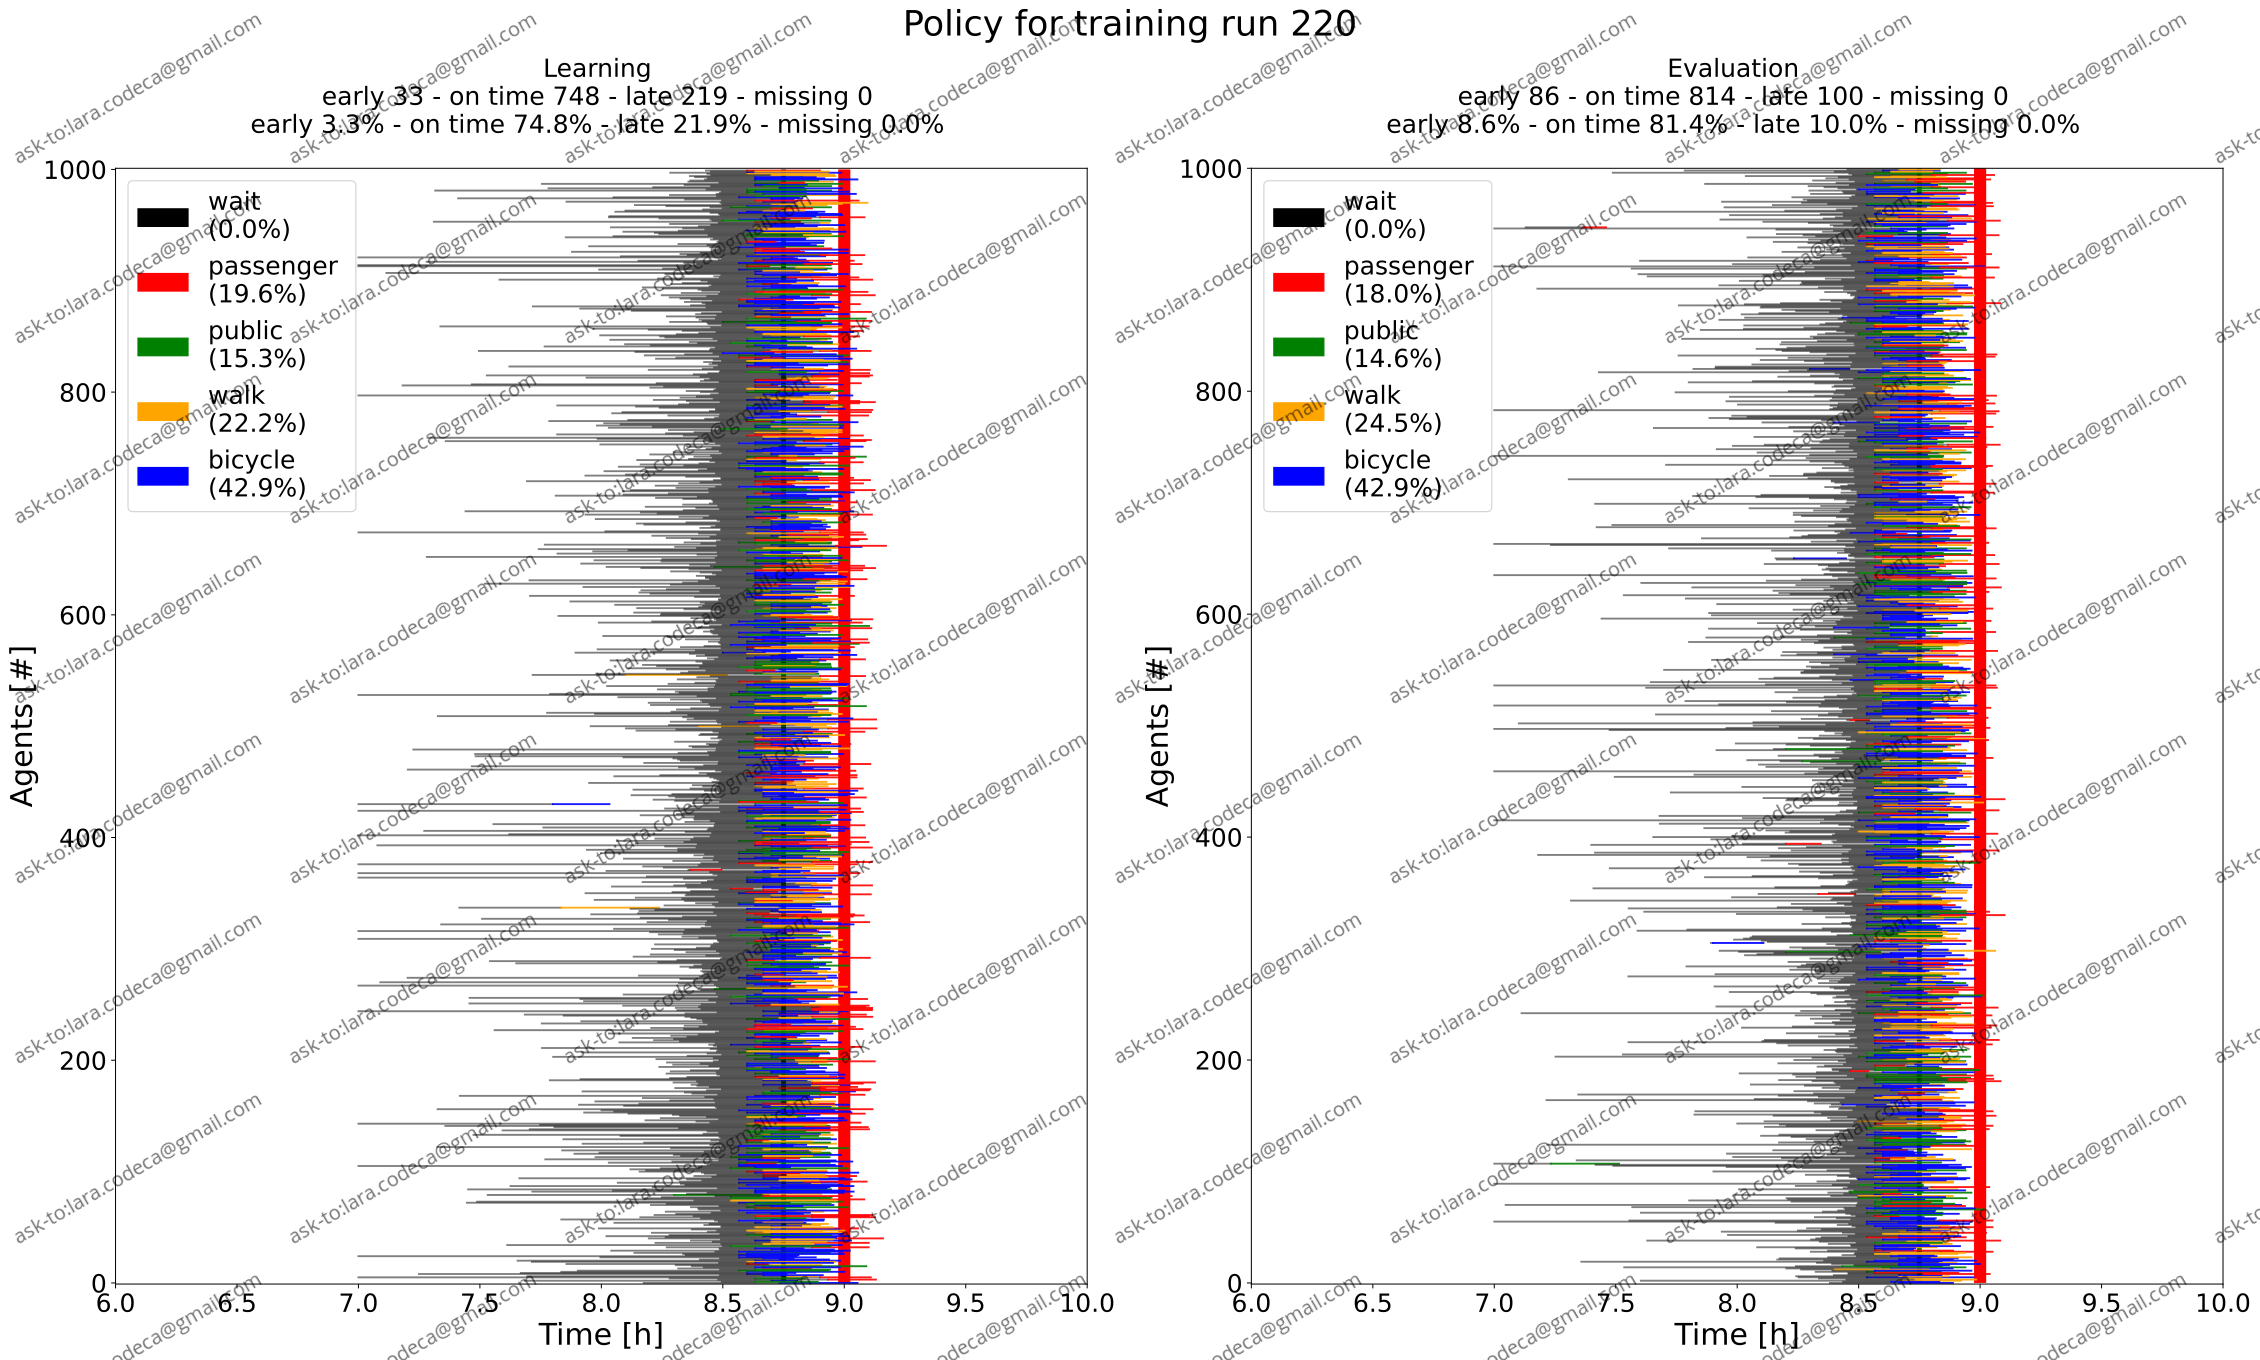 Policy for training run 220
Learning
early 33 - on time 748 - late 219 - missing 0
early 3.3% - on time 74.8% - late 21.9% - missing 0.0%
1000
800
600
400
200
0
Agents [#]
wait
(0.0%)
passenger
(19.6%)
public
(15.3%)
walk
(22.2%)
bicycle
(42.9%)
6.0 6.5 7.0 7.5 8.0 8.5 9.0 9.5 10.0
Time [h]
Evaluation
early 86 - on time 814 - late 100 - missing 0
early 8.6% - on time 81.4% - late 10.0% - missing 0.0%
1000
800
600
400
200
0
Agents [#]
wait
(0.0%)
passenger
(18.0%)
public
(14.6%)
walk
(24.5%)
bicycle
(42.9%)
6.0 6.5 7.0 7.5 8.0 8.5 9.0 9.5 10.0
Time [h]
ask-to:lara.codeca@gmail.com